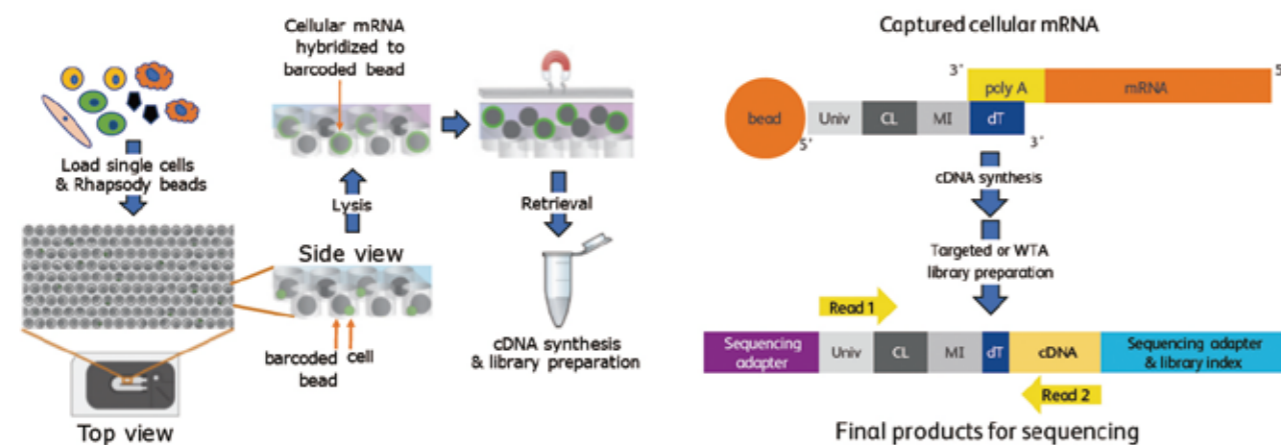 Cellular mRNA
hybridized to
barcoded bead
Load single cells
& Rhapsody beads
Lysis
Retrieval
Side view
barcoded cell
bead
cDNA synthesis
& library preparation
Top view
Captured cellular mRNA
3'
5'
poly A
mRNA
bead
Univ
CL
MI
dT
5'
3'
cDNA synthesis
Targeted or WTA
library preparation
Read 1
Sequencing
adapter
Univ
CL
MI
dT
cDNA
Sequencing adapter
& library index
Read 2
Final products for sequencing